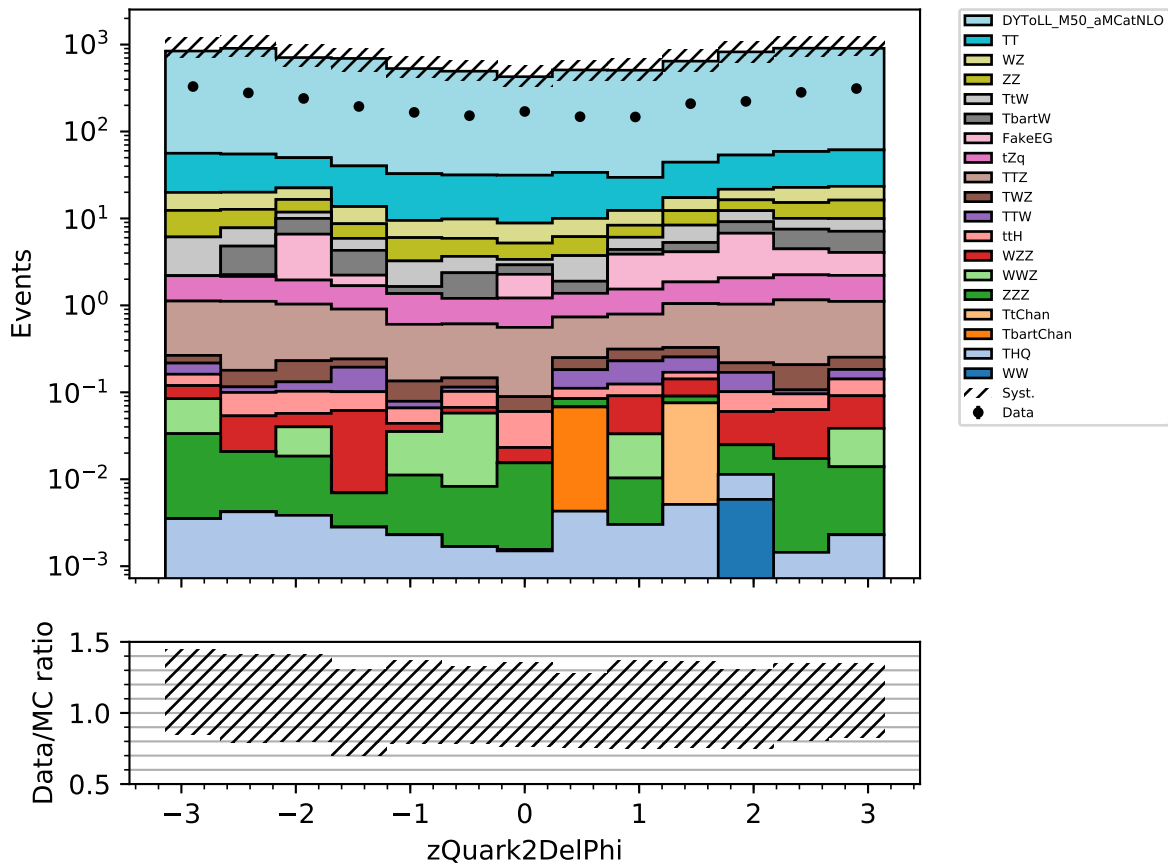 10³
10²
10¹
10⁰
10⁻¹
10⁻²
10⁻³
Events
DYToLL_M50_aMCatNLO
TT
WZ
ZZ
TtW
TbartW
FakeEG
tZq
TTZ
TWZ
TTW
ttH
WZZ
WWZ
ZZZ
TtChan
TbartChan
THQ
WW
Syst.
Data
1.5
1.0
0.5
Data/MC ratio
−3 −2 −1 0 1 2 3
zQuark2DelPhi